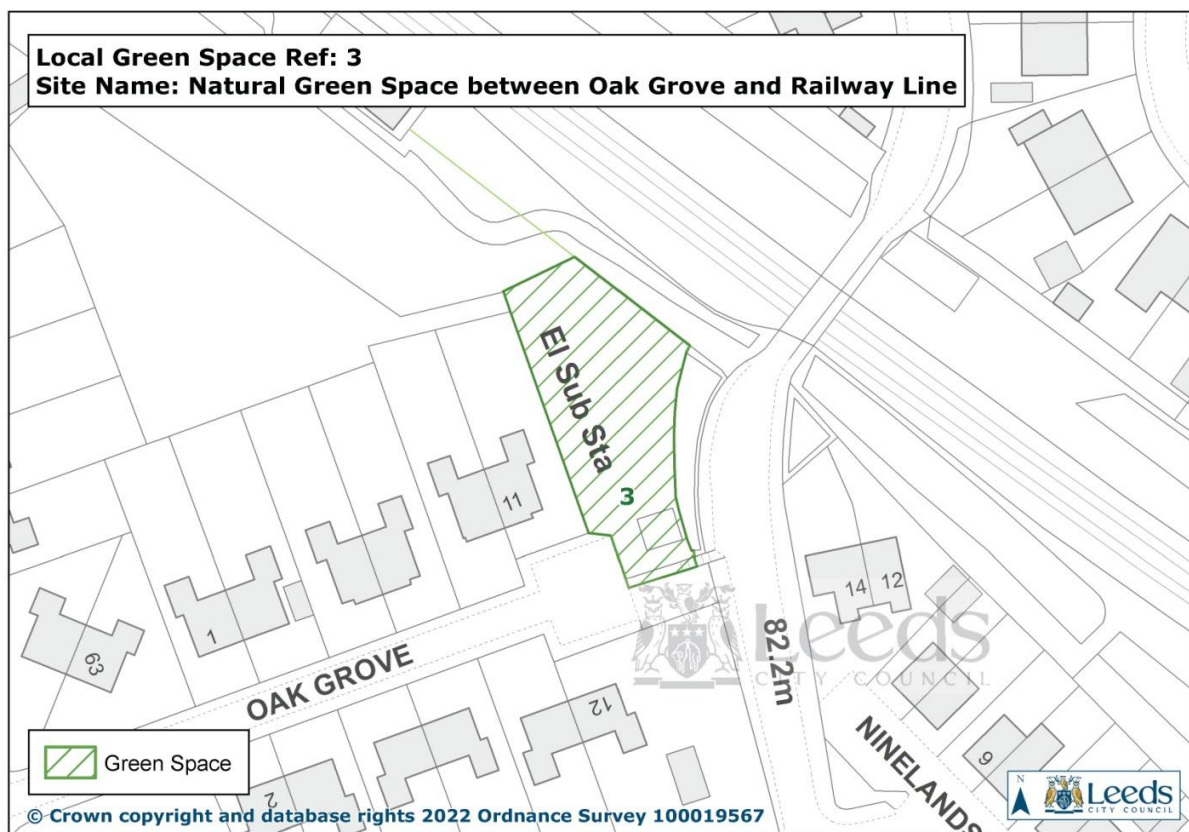 Local Green Space Ref: 3
Site Name: Natural Green Space between Oak Grove and Railway Line
El Sub Sta
3
11
1
63
OAK GROVE
12
2
14
12
82.2m
9
NINELANDS
Leeds
CITY COUNCIL
Green Space
N
Leeds
CITY COUNCIL
© Crown copyright and database rights 2022 Ordnance Survey 100019567